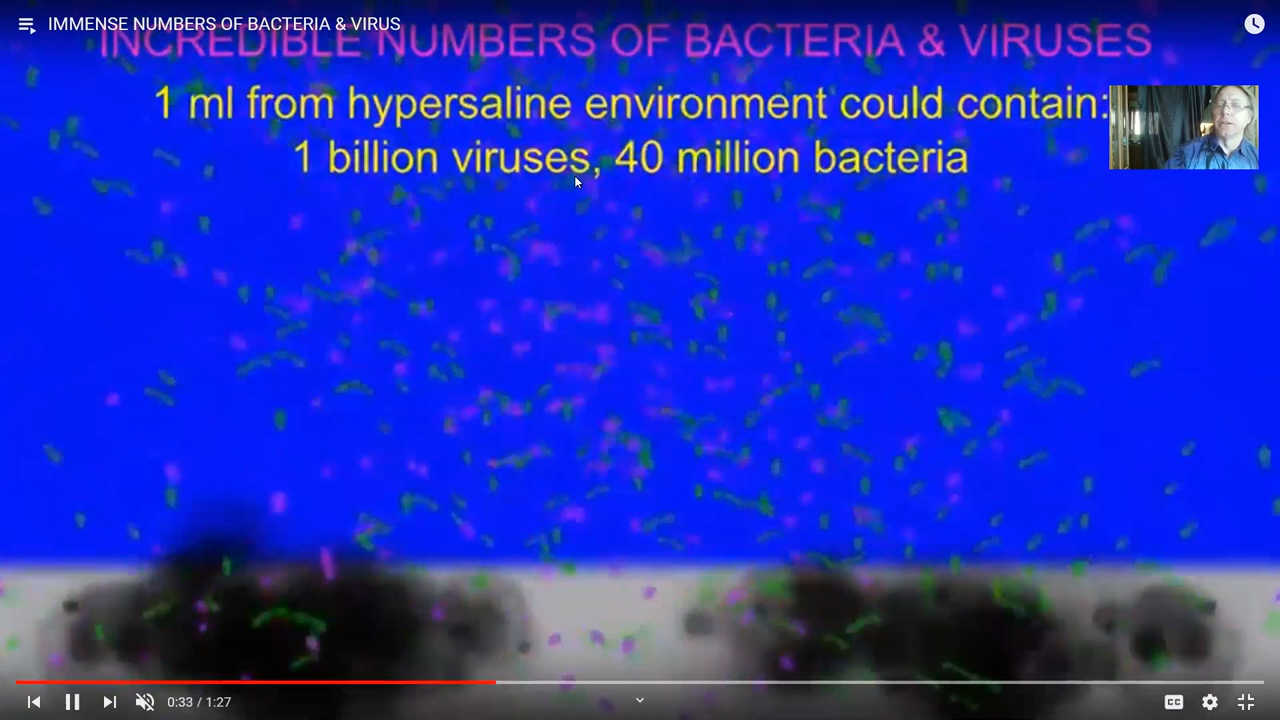 IMMENSE NUMBERS OF BACTERIA & VIRUS
INCREDIBLE NUMBERS OF BACTERIA & VIRUSES
1 ml from hypersaline environment could contain:
1 billion viruses, 40 million bacteria
0:33 / 1:27
CC